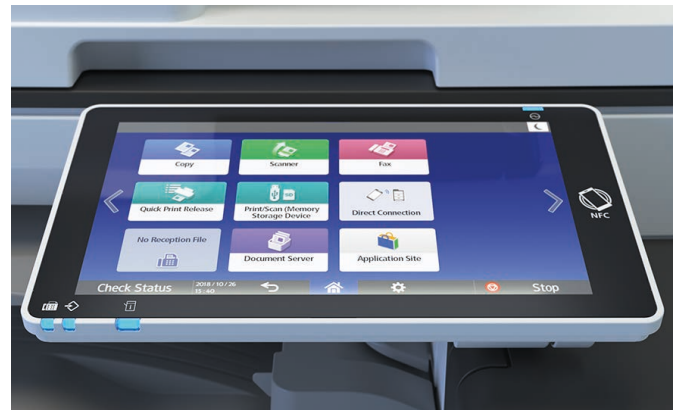 Copy
Scanner
Fax
Quick Print Release
Print/Scan (Memory
Storage Device
Direct Connection
No Reception File
Document Server
Application Site
NFC
Check Status
2018 / 10 / 26
13 : 40
Stop